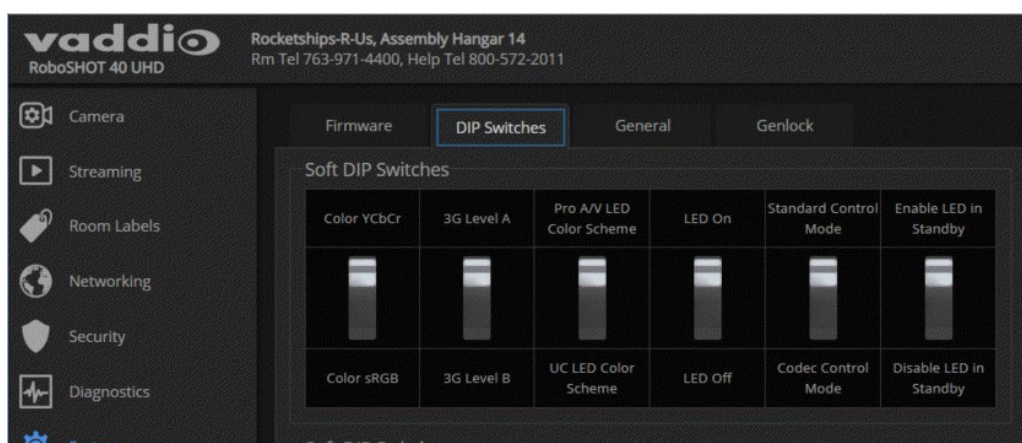 vaddio
RoboSHOT 40 UHD
Rocketships-R-Us, Assembly Hangar 14
Rm Tel 763-971-4400, Help Tel 800-572-2011
Camera
Streaming
Room Labels
Networking
Security
Diagnostics
Firmware
DIP Switches
General
Genlock
Soft DIP Switches
Color YCbCr
3G Level A
Pro A/V LED
Color Scheme
LED On
Standard Control
Mode
Enable LED in
Standby
Color sRGB
3G Level B
UC LED Color
Scheme
LED Off
Codec Control
Mode
Disable LED in
Standby